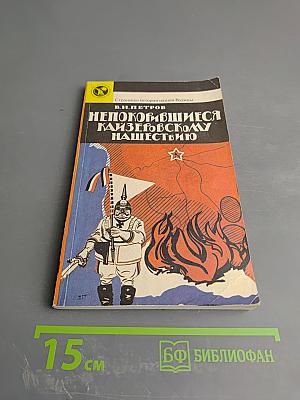 Страницы истории нашей Родины
В.И.ПЕТРОВ
НЕПОКОРИВШИЕСЯ
КАЙЗЕРОВСКОМУ
НАШЕСТВИЮ
15 см
БФ БИБЛИОФАН